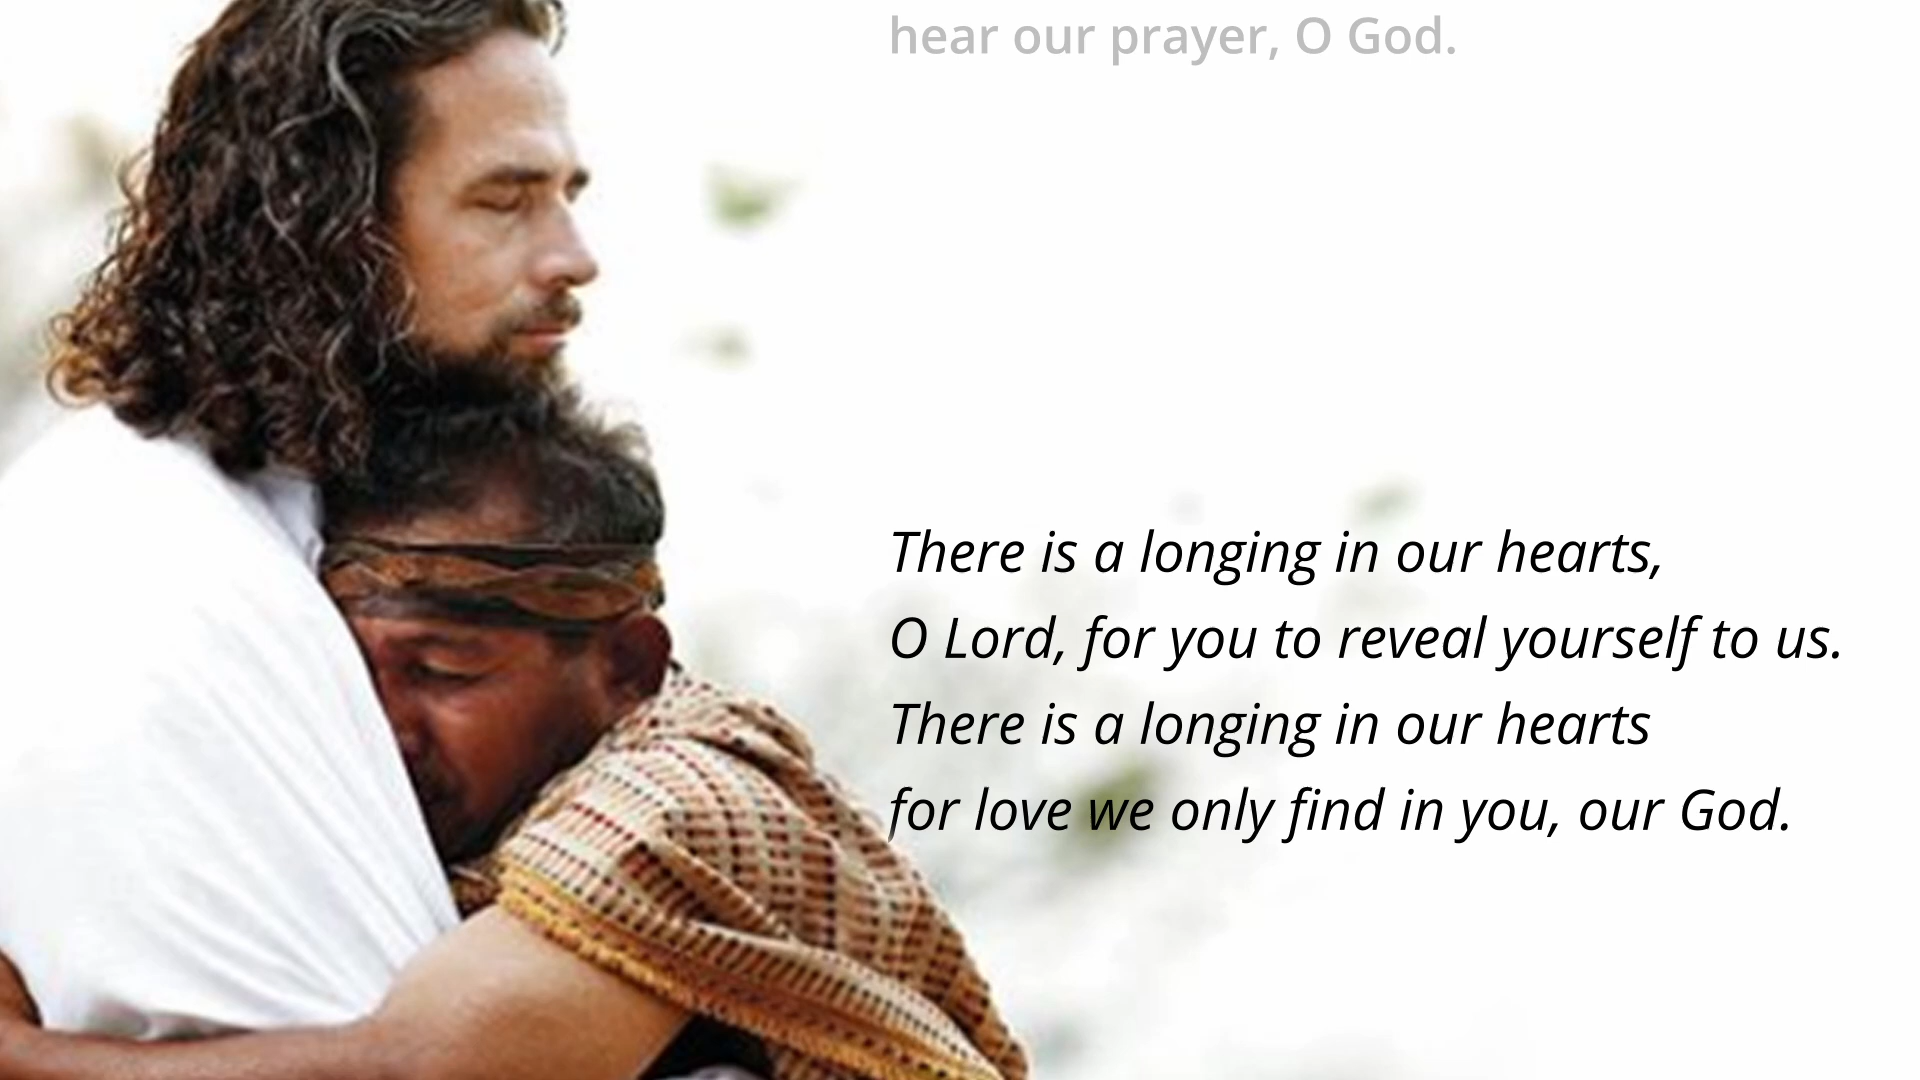 hear our prayer, O God.
There is a longing in our hearts,
O Lord, for you to reveal yourself to us.
There is a longing in our hearts
for love we only find in you, our God.